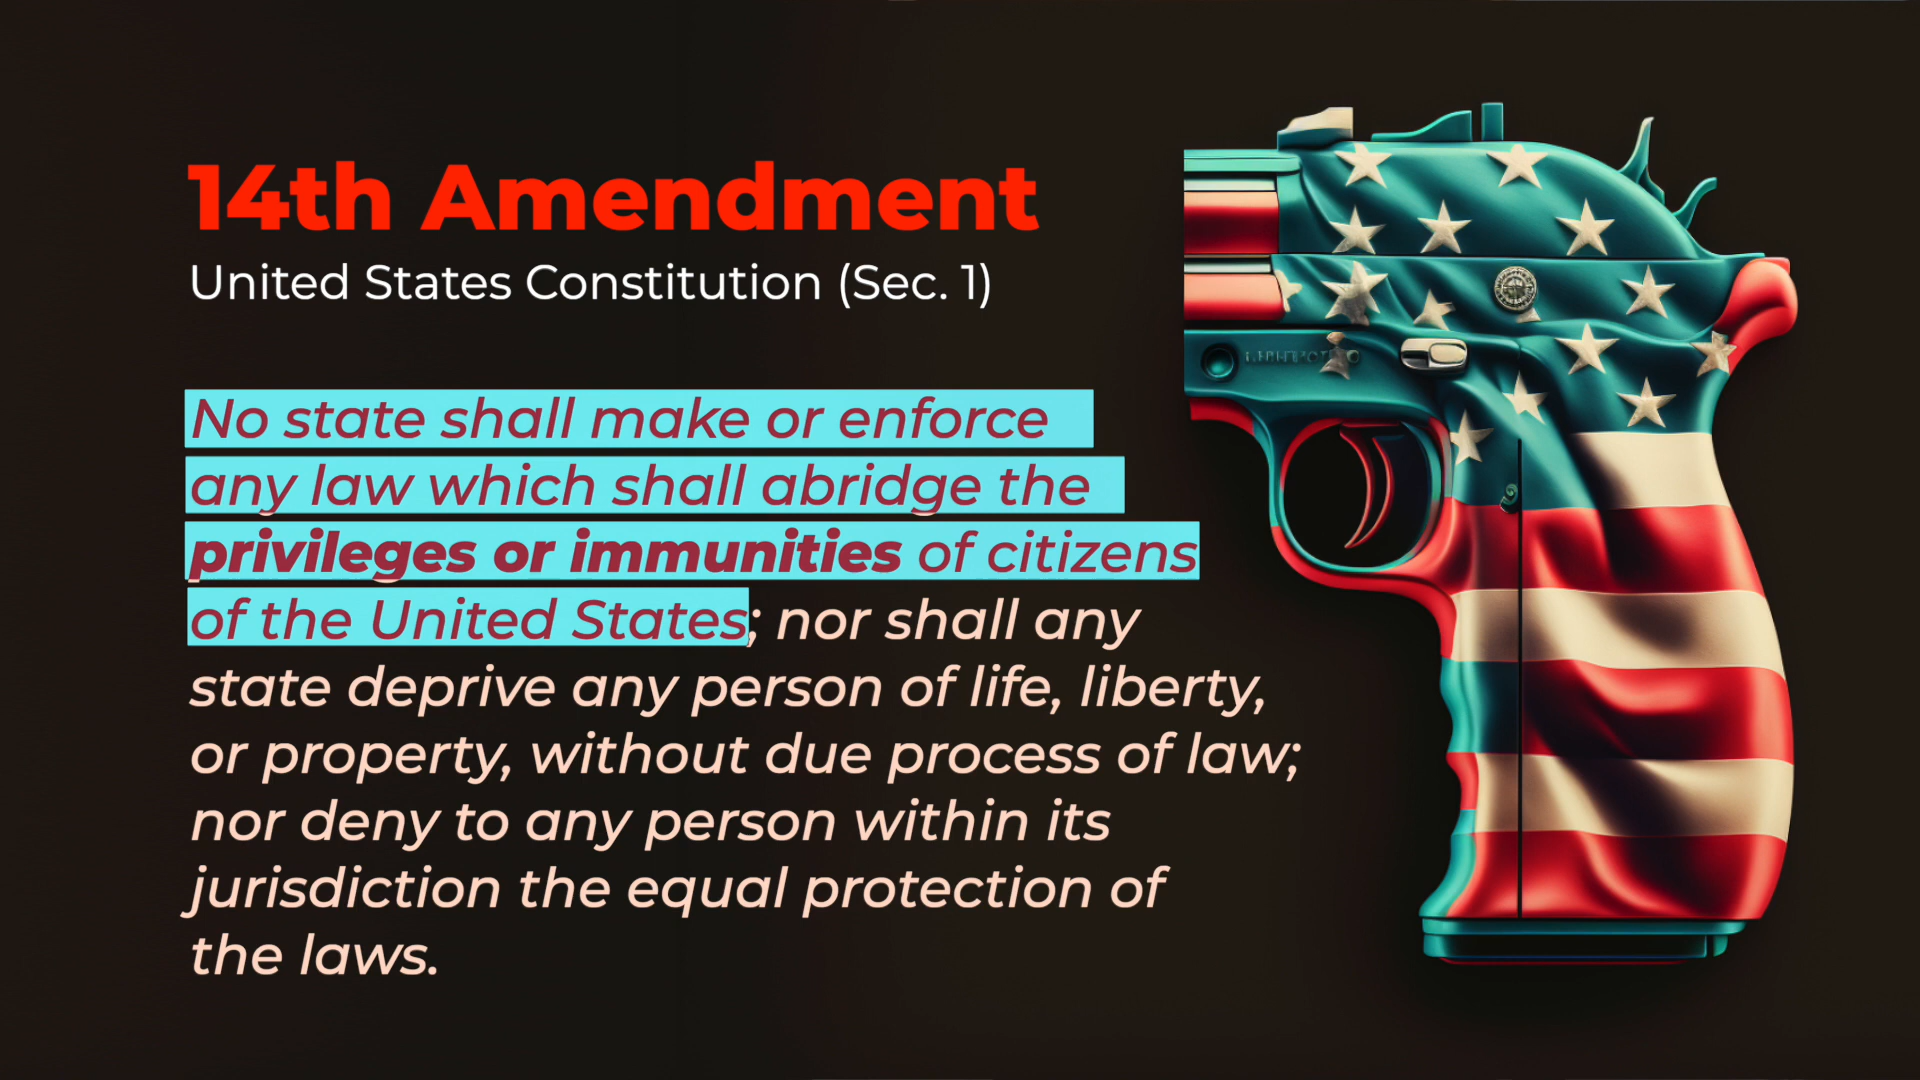 14th Amendment
United States Constitution (Sec. 1)
No state shall make or enforce
any law which shall abridge the
privileges or immunities of citizens
of the United States; nor shall any
state deprive any person of life, liberty,
or property, without due process of law;
nor deny to any person within its
jurisdiction the equal protection of
the laws.